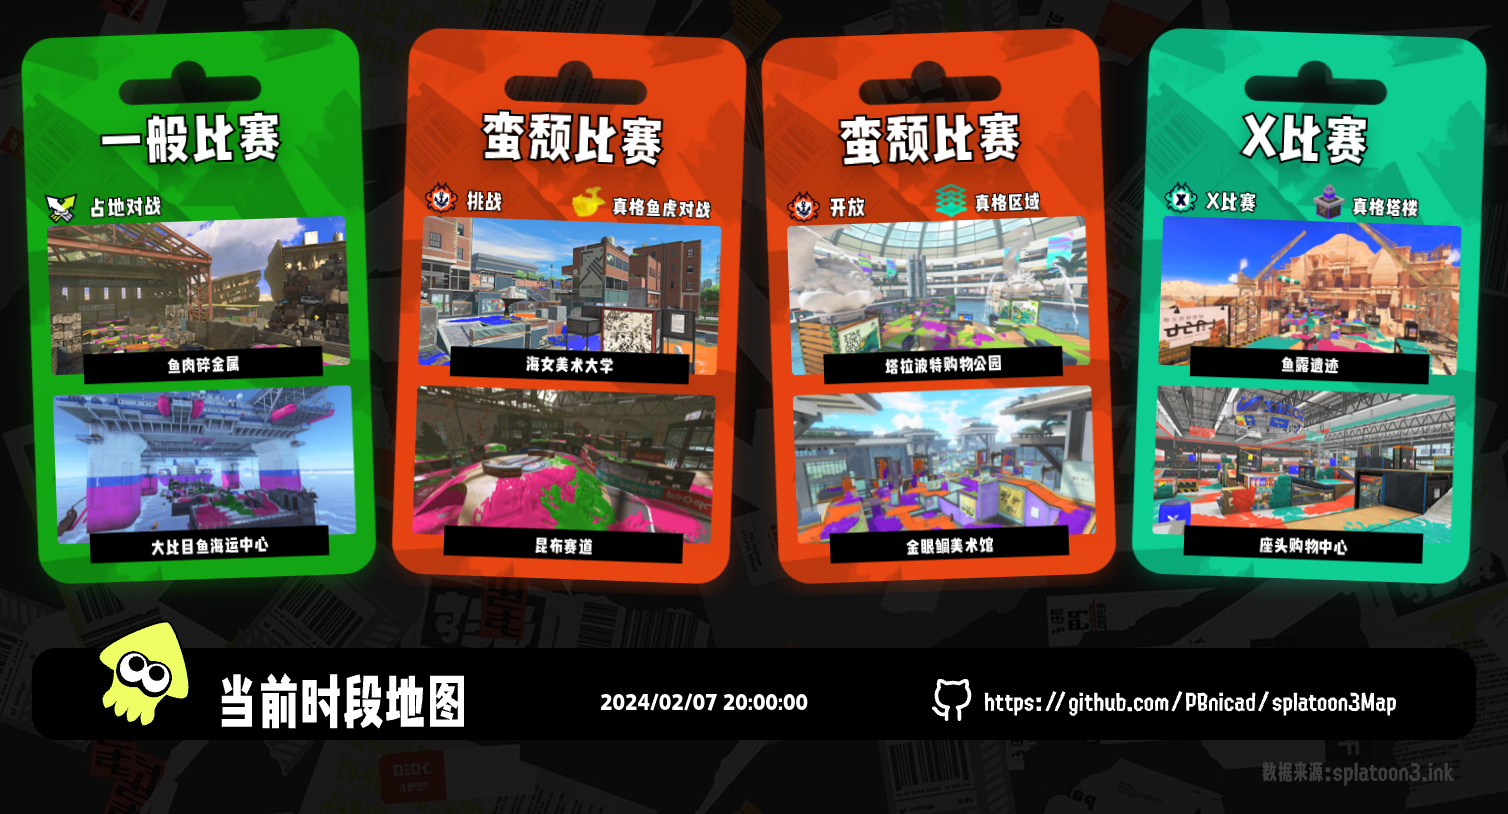 一般比赛
占地对战
鱼肉碎金属
大比目鱼海运中心
蛮颓比赛
挑战
真格鱼虎对战
海女美术大学
昆布赛道
蛮颓比赛
开放
真格区域
塔拉波特购物公园
金眼鲷美术馆
X比赛
X比赛
真格塔楼
鱼露遗迹
座头购物中心
当前时段地图
2024/02/07 20:00:00
https://github.com/PBnicad/splatoon3Map
数据来源:splatoon3.ink